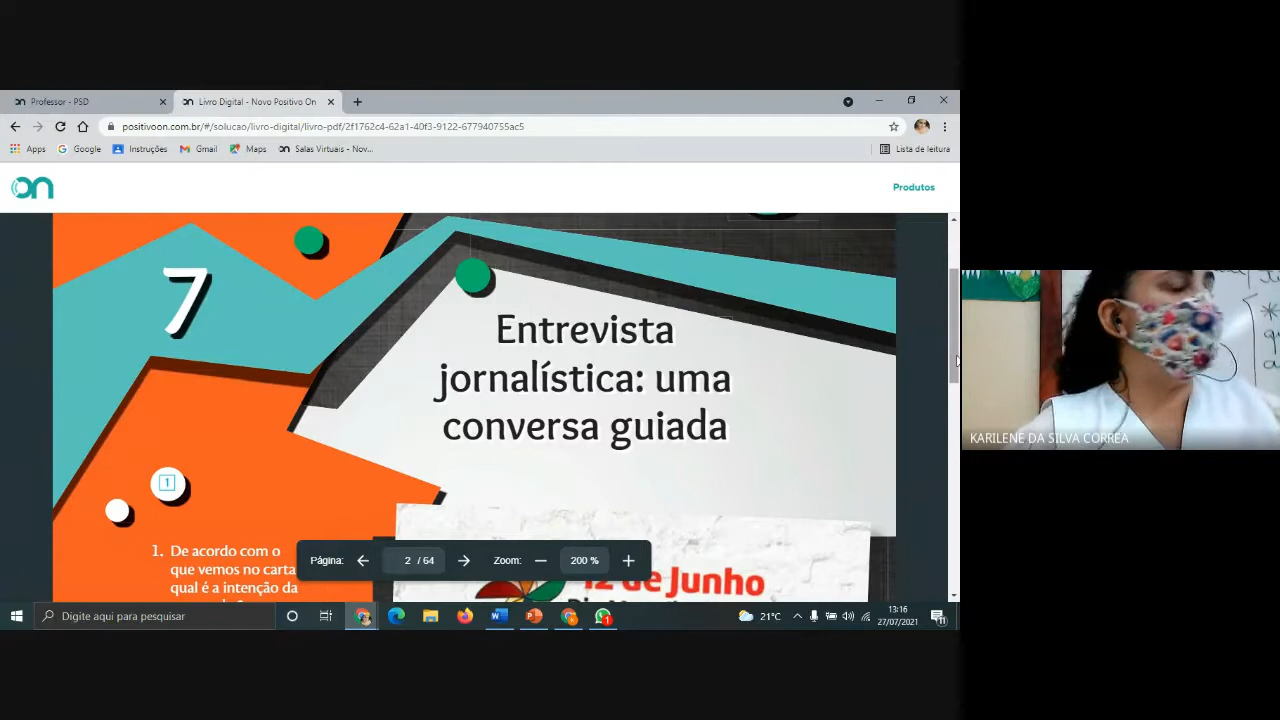 Professor - PSD
Livro Digital - Novo Positivo On
positivoon.com.br/#/solucao/livro-digital/livro-pdf/2f1762c4-62a1-40f3-9122-677940755ac5
Apps Google Instruções Gmail Maps Salas Virtuais - Nov... Lista de leitura
on
Produtos
7
Entrevista
jornalística: uma
conversa guiada
1
1. De acordo com o
que vemos no carta
qual é a intenção da
Página: 2 / 64 Zoom: 200 %
12 de Junho
KARILENE DA SILVA CORREA
Digite aqui para pesquisar
1
21°C
13:16
27/07/2021
11